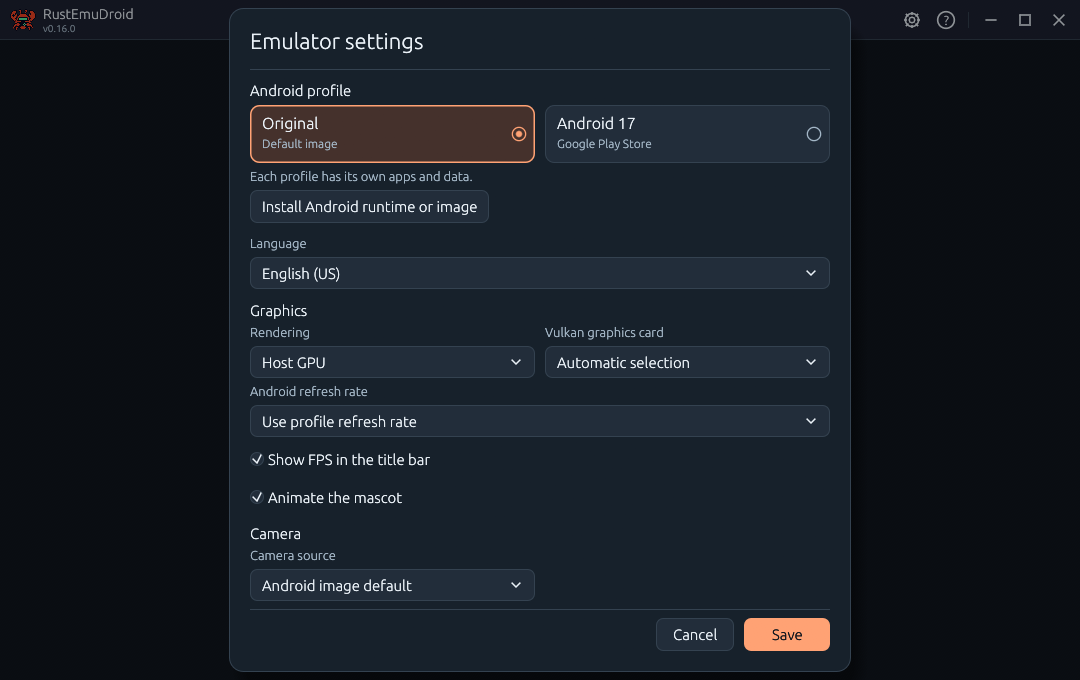 RustEmuDroid
v0.16.0
Emulator settings
Android profile
Original
Default image
Android 17
Google Play Store
Each profile has its own apps and data.
Install Android runtime or image
Language
English (US)
Graphics
Rendering
Vulkan graphics card
Host GPU
Automatic selection
Android refresh rate
Use profile refresh rate
Show FPS in the title bar
Animate the mascot
Camera
Camera source
Android image default
Cancel
Save